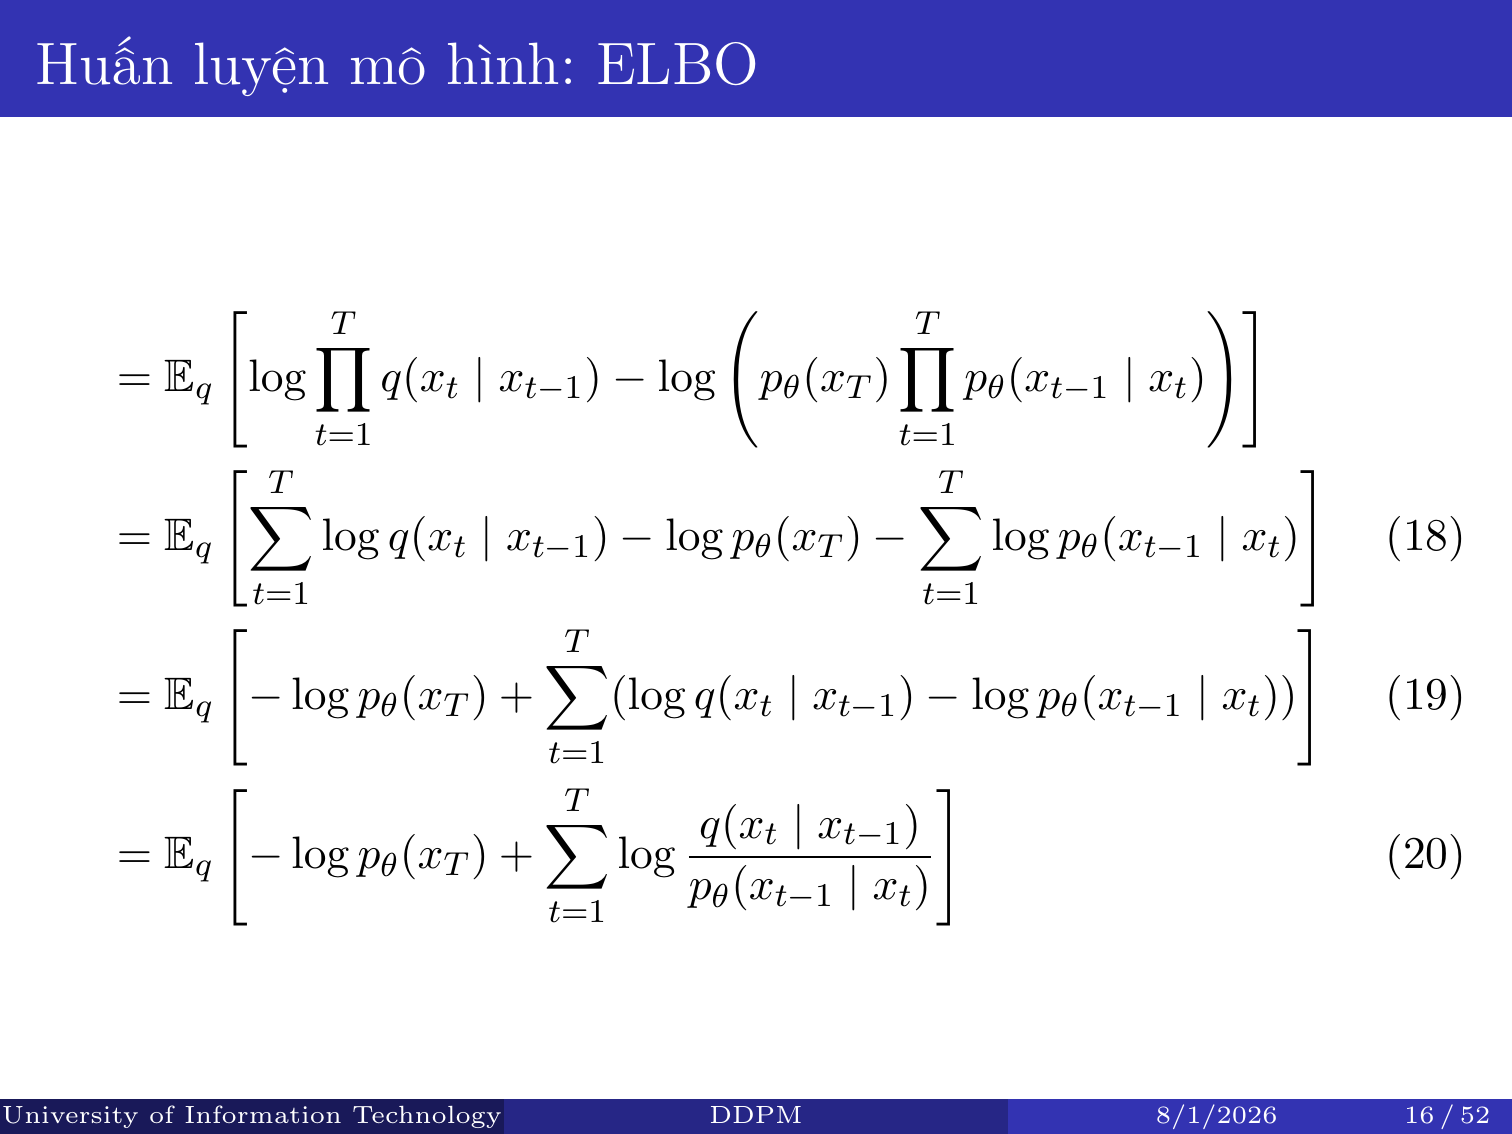 Huấn luyện mô hình: ELBO
= 𝔼_q [ log ∏_{t=1}^{T} q(x_t | x_{t−1}) − log ( p_θ(x_T) ∏_{t=1}^{T} p_θ(x_{t−1} | x_t) ) ]
= 𝔼_q [ ∑_{t=1}^{T} log q(x_t | x_{t−1}) − log p_θ(x_T) − ∑_{t=1}^{T} log p_θ(x_{t−1} | x_t) ] (18)
= 𝔼_q [ − log p_θ(x_T) + ∑_{t=1}^{T} (log q(x_t | x_{t−1}) − log p_θ(x_{t−1} | x_t)) ] (19)
= 𝔼_q [ − log p_θ(x_T) + ∑_{t=1}^{T} log \frac{q(x_t | x_{t−1})}{p_θ(x_{t−1} | x_t)} ] (20)
University of Information Technology DDPM 8/1/2026 16 / 52